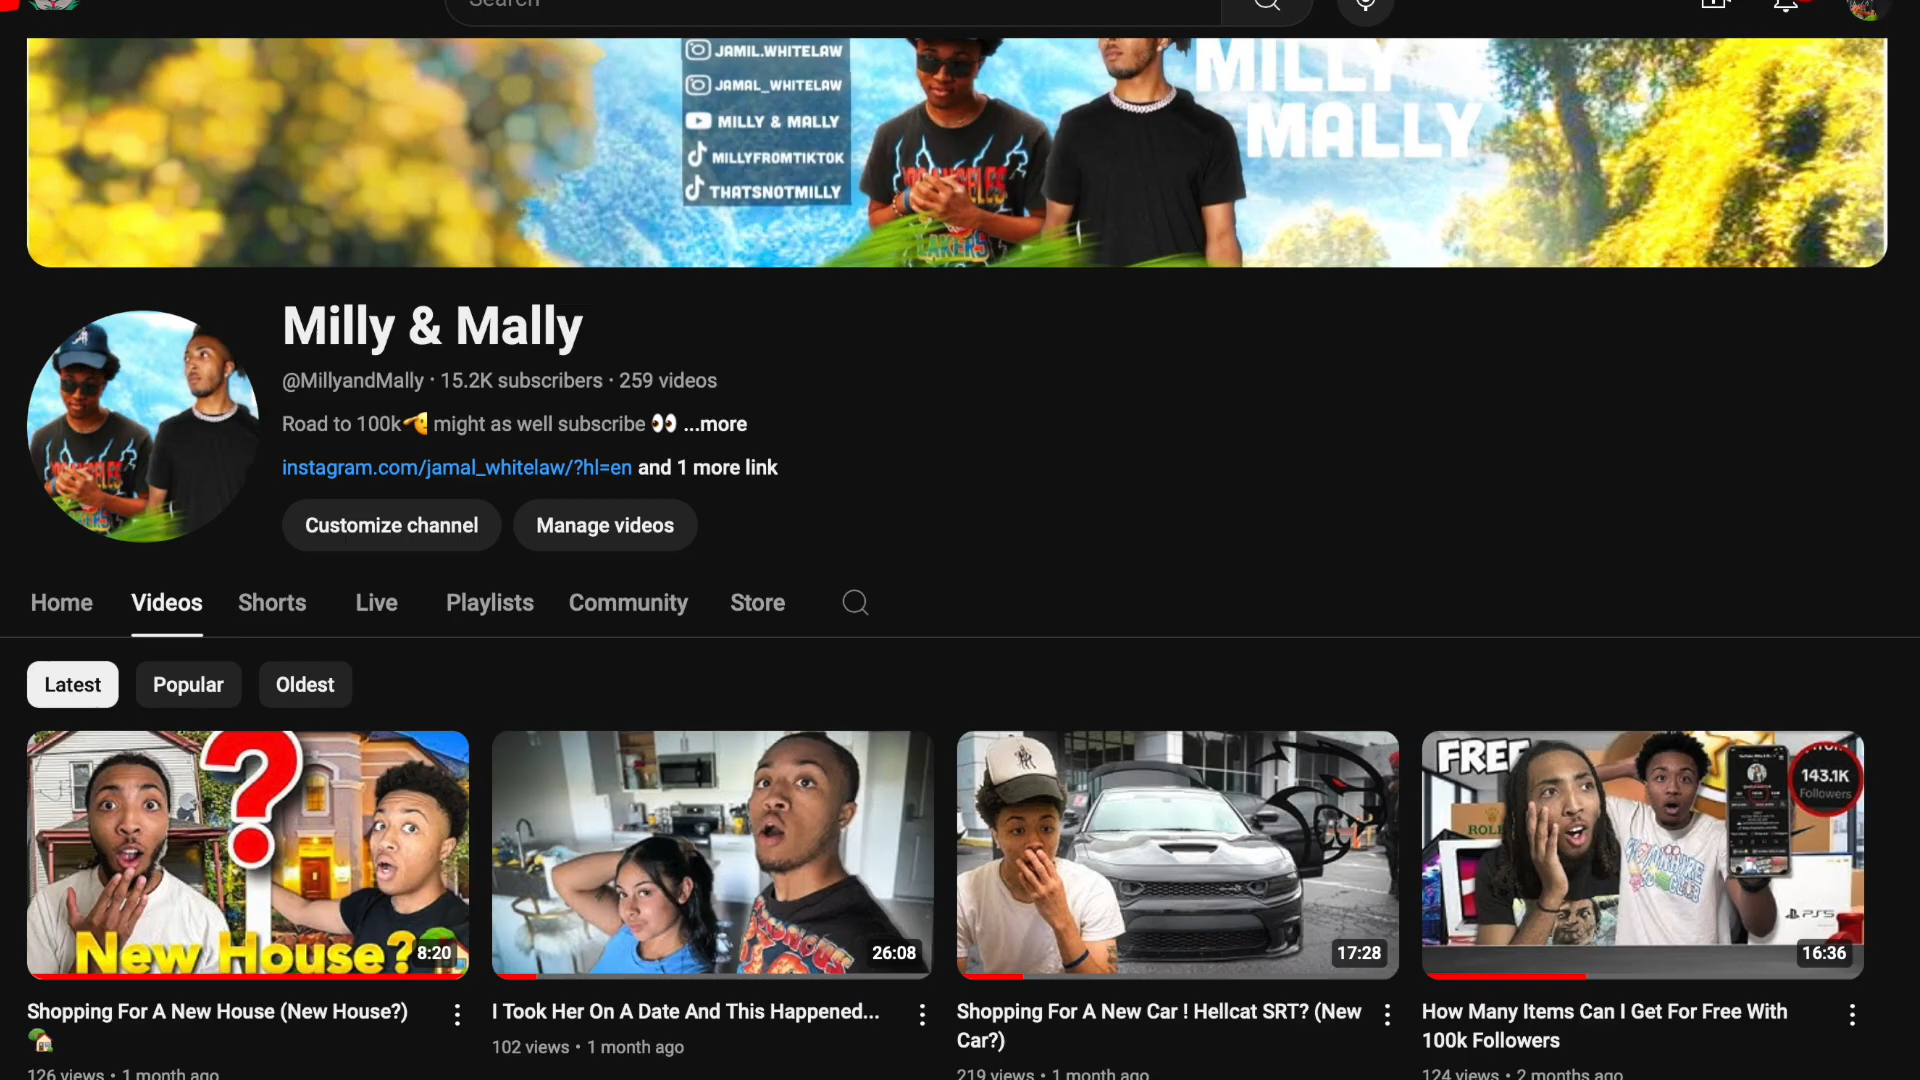 Search
JAMIL.WHITELAW
JAMAL_WHITELAW
MILLY & MALLY
MILLYFROMTIKTOK
THATSNOTMILLY
MILLY
MALLY
Milly & Mally
@MillyandMally · 15.2K subscribers · 259 videos
Road to 100k🫡 might as well subscribe 👀 ...more
instagram.com/jamal_whitelaw/?hl=en and 1 more link
Customize channel
Manage videos
Home Videos Shorts Live Playlists Community Store
Latest Popular Oldest
New House?
8:20
Shopping For A New House (New House?)
🏡
126 views • 1 month ago
26:08
I Took Her On A Date And This Happened...
102 views • 1 month ago
17:28
Shopping For A New Car ! Hellcat SRT? (New
Car?)
219 views • 1 month ago
FREE
143.1K
Followers
PS5
16:36
How Many Items Can I Get For Free With
100k Followers
124 views • 2 months ago